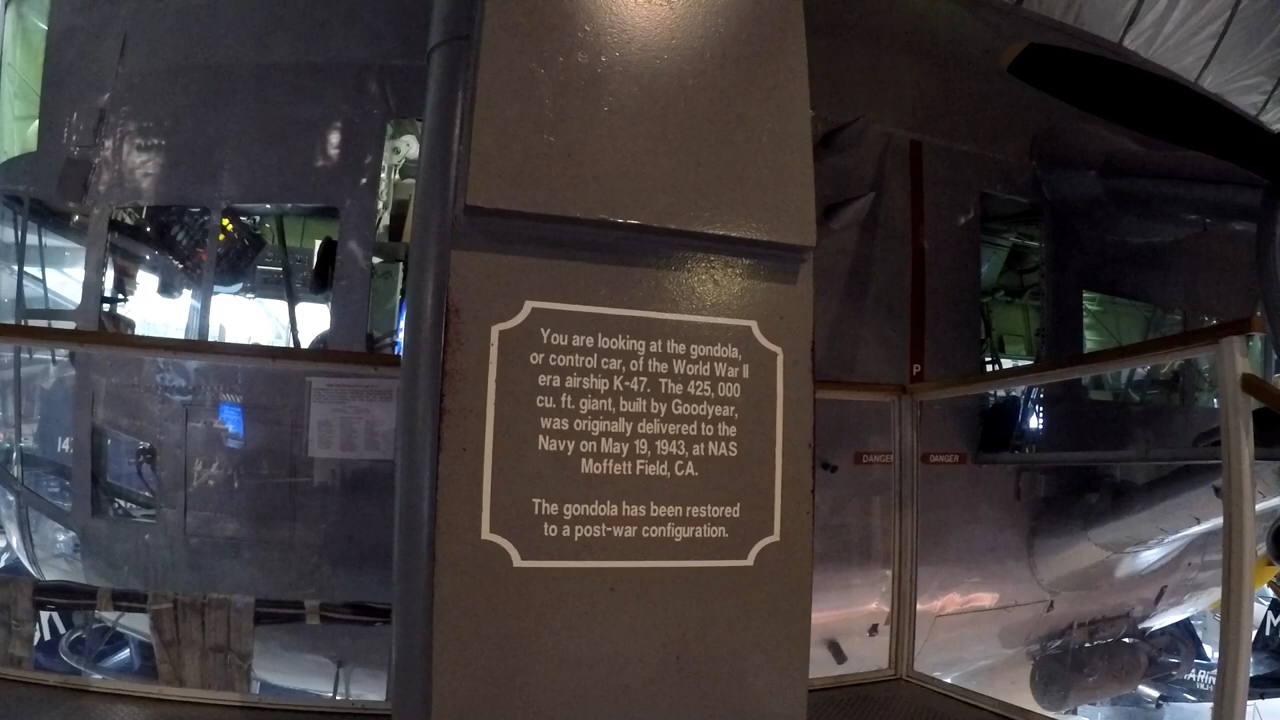 You are looking at the gondola,
or control car, of the World War II
era airship K-47. The 425,000
cu. ft. giant, built by Goodyear,
was originally delivered to the
Navy on May 19, 1943, at NAS
Moffett Field, CA.
The gondola has been restored
to a post-war configuration.
P
DANGER
DANGER